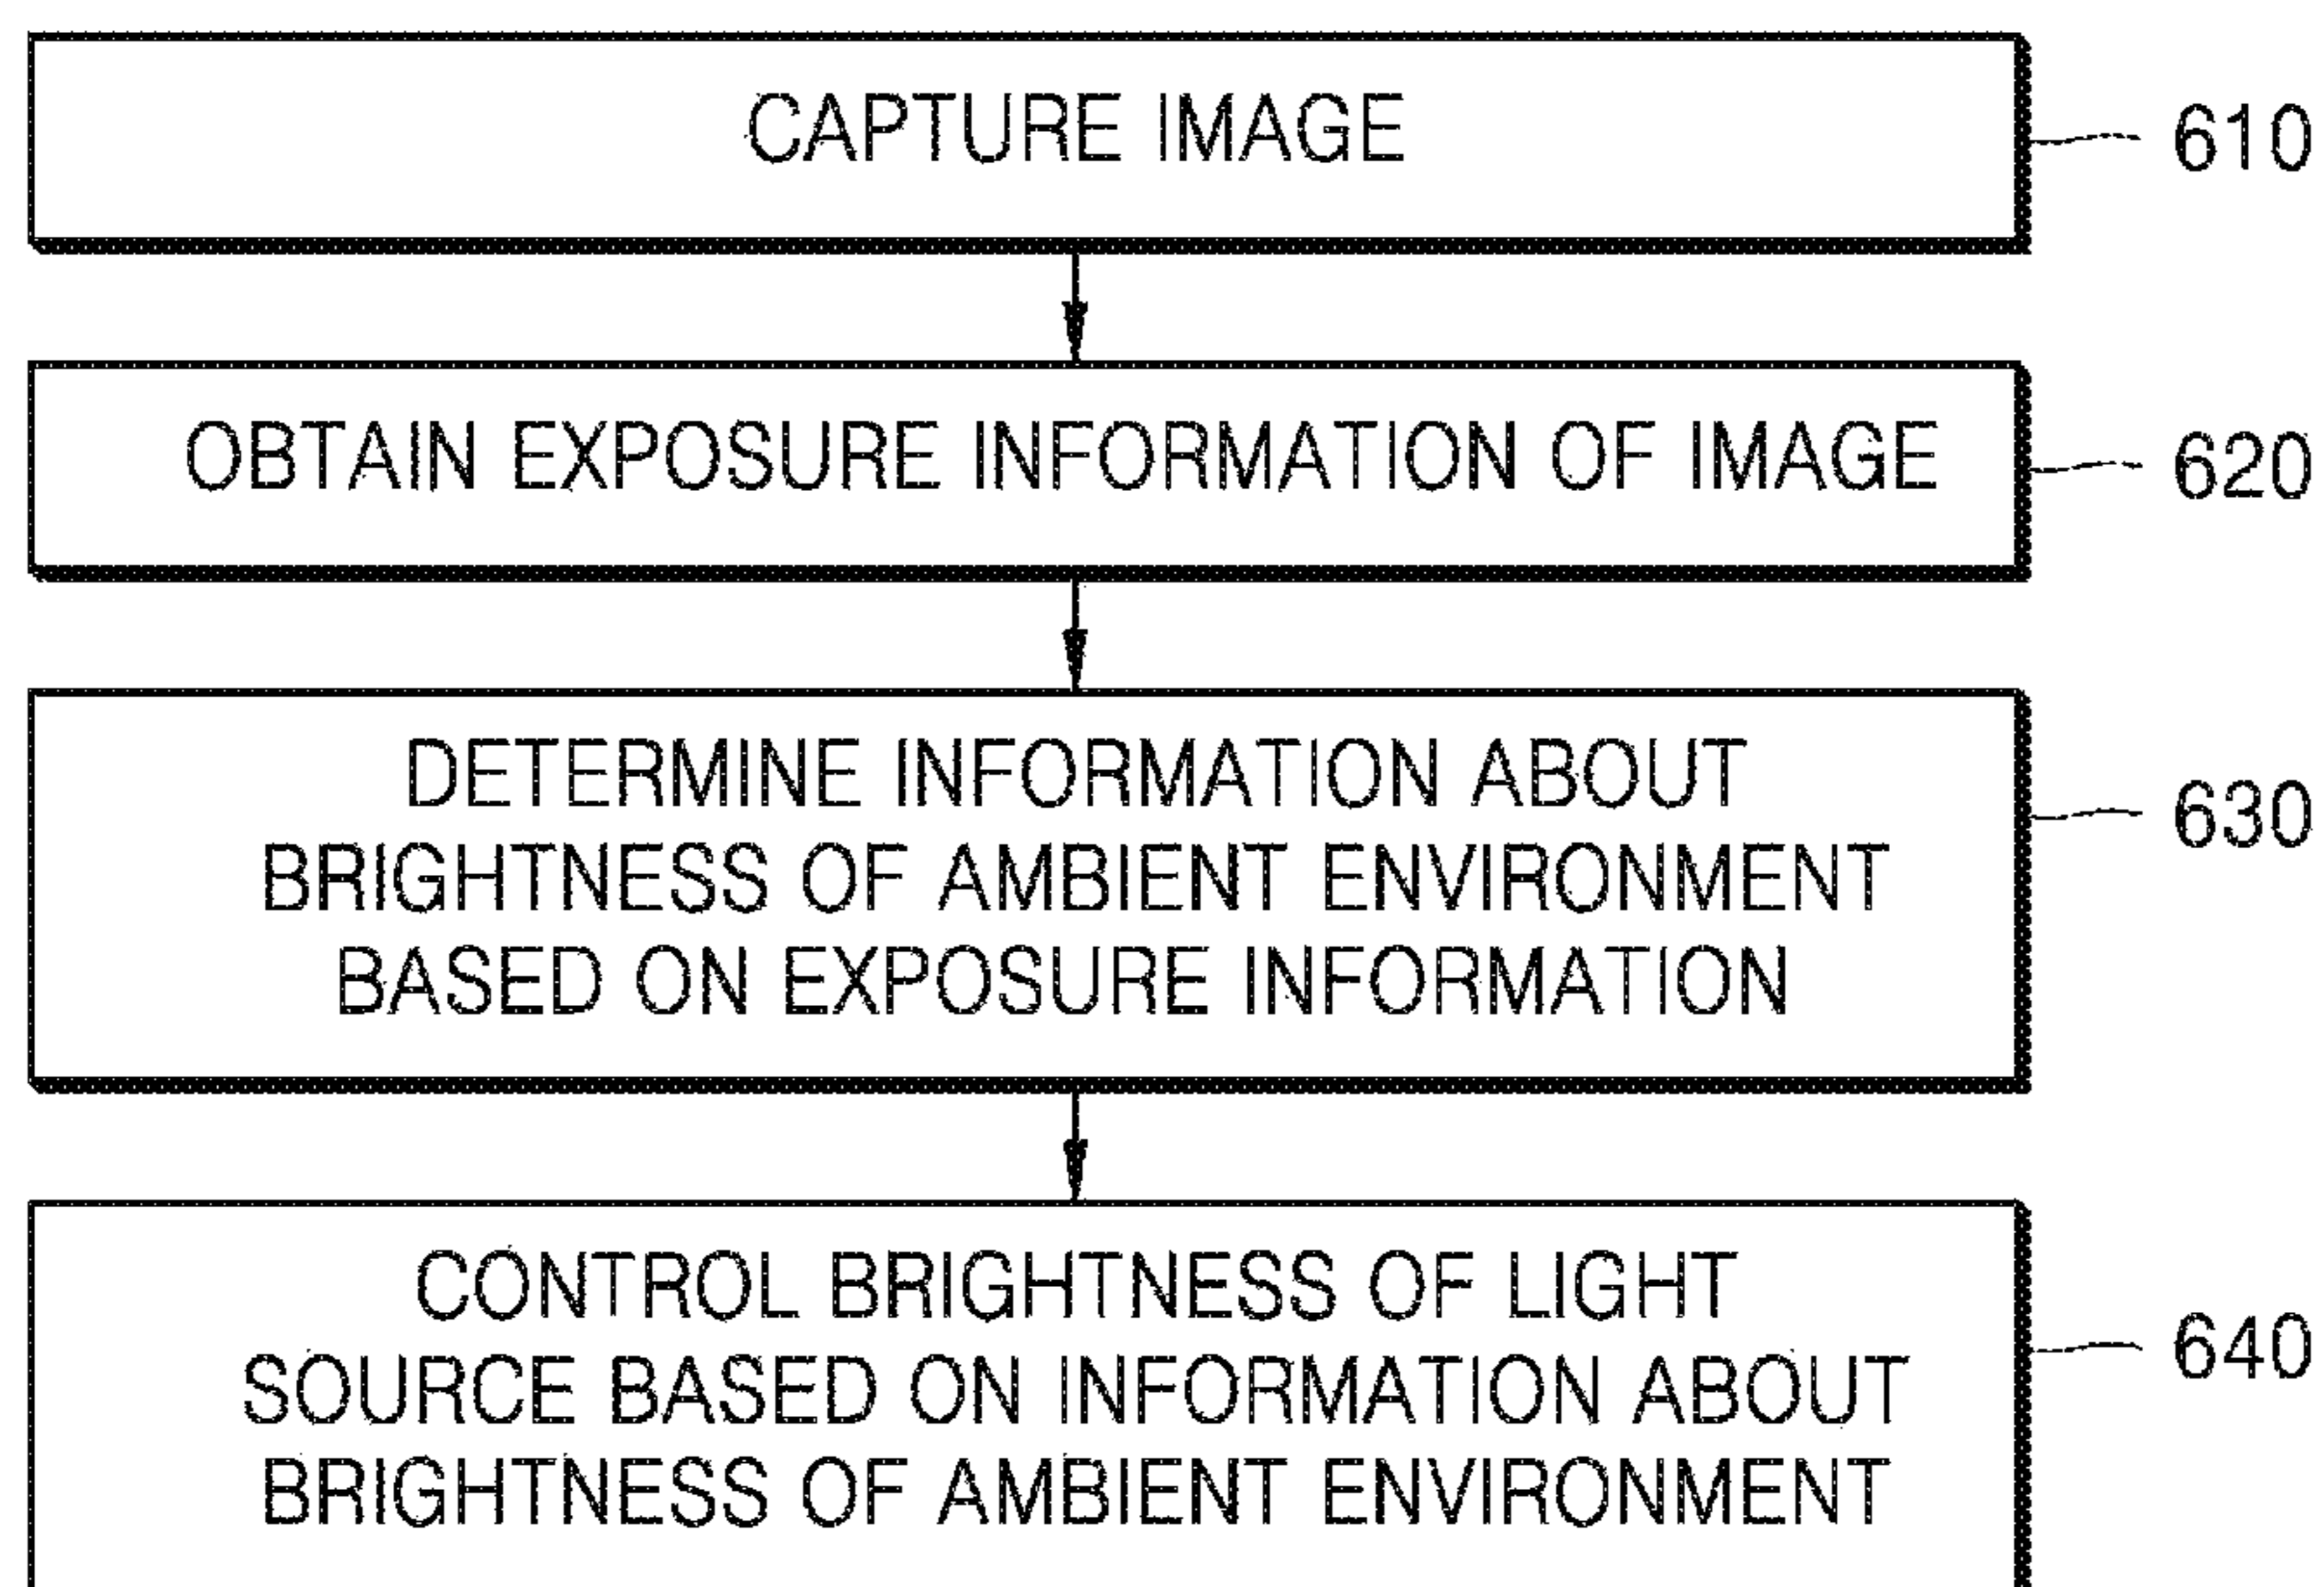 CAPTURE IMAGE
610
OBTAIN EXPOSURE INFORMATION OF IMAGE
620
DETERMINE INFORMATION ABOUT
BRIGHTNESS OF AMBIENT ENVIRONMENT
BASED ON EXPOSURE INFORMATION
630
CONTROL BRIGHTNESS OF LIGHT
SOURCE BASED ON INFORMATION ABOUT
BRIGHTNESS OF AMBIENT ENVIRONMENT
640